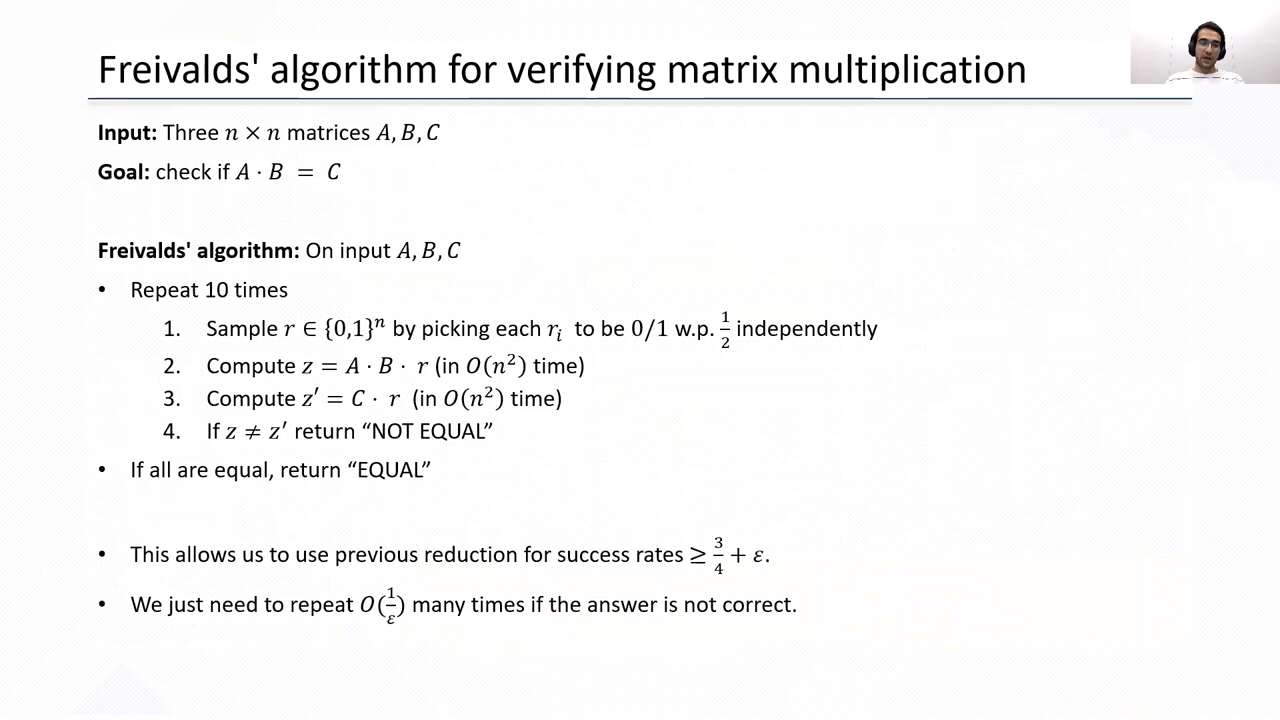 Freivalds' algorithm for verifying matrix multiplication
Input: Three n × n matrices A, B, C
Goal: check if A · B = C
Freivalds' algorithm: On input A, B, C
• Repeat 10 times
1. Sample r ∈ {0,1}ⁿ by picking each rᵢ to be 0/1 w.p. 1/2 independently
2. Compute z = A · B · r (in O(n²) time)
3. Compute z′ = C · r (in O(n²) time)
4. If z ≠ z′ return “NOT EQUAL”
• If all are equal, return “EQUAL”
• This allows us to use previous reduction for success rates ≥ 3/4 + ε.
• We just need to repeat O(1/ε) many times if the answer is not correct.